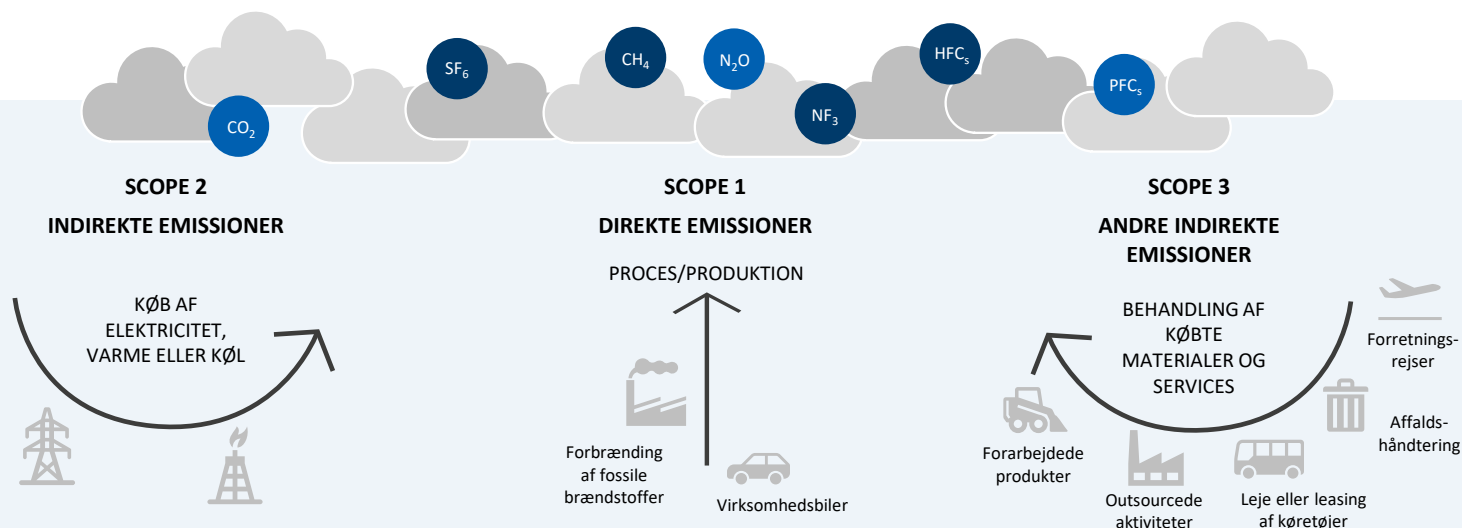 SF₆
CH₄
N₂O
HFCₛ
PFCₛ
CO₂
NF₃
SCOPE 2
INDIREKTE EMISSIONER
KØB AF
ELEKTRICITET,
VARME ELLER KØL
SCOPE 1
DIREKTE EMISSIONER
PROCES/PRODUKTION
Forbrænding
af fossile
brændstoffer
Virksomhedsbiler
SCOPE 3
ANDRE INDIREKTE
EMISSIONER
BEHANDLING AF
KØBTE
MATERIALER OG
SERVICES
Forretnings-
rejser
Affalds-
håndtering
Forarbejdede
produkter
Outsourcede
aktiviteter
Leje eller leasing
af køretøjer